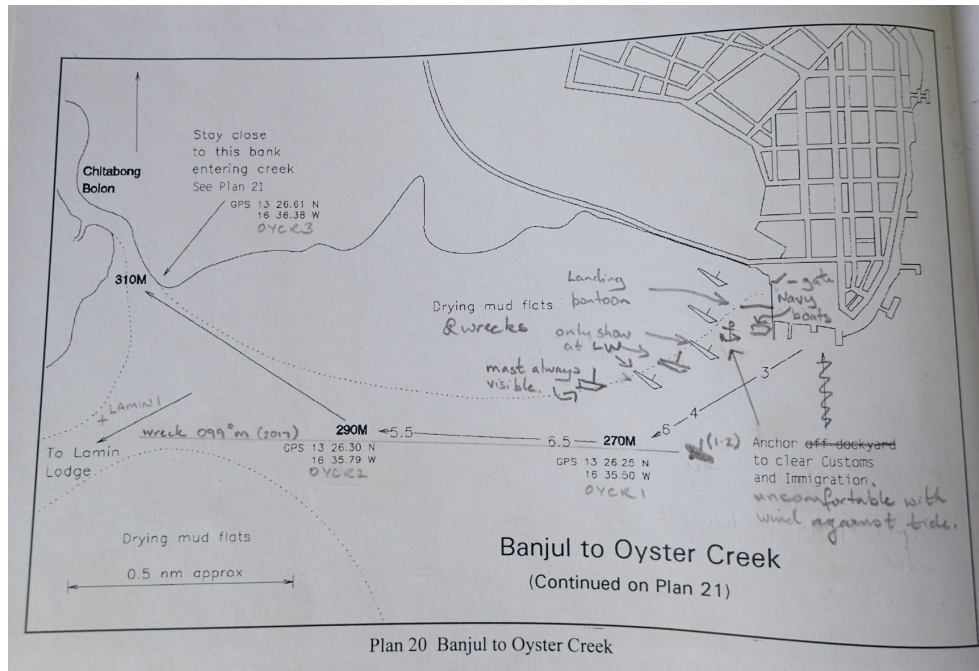 Stay close
to this bank
entering creek
See Plan 21
GPS 13 26.61 N
16 36.38 W
OYCR3
Chitabong
Bolon
310M
Landing
pontoon
gate
Navy
boats
Drying mud flats
& wrecks
only show
at LW
mast always
visible.
3
4
6
LAMIN 1
To Lamin
Lodge
wreck 099°m (2017)
290M
5.5
6.5
270M
(1.2)
GPS 13 26.30 N
16 35.79 W
OYCR2
GPS 13 26.25 N
16 35.50 W
OYCR1
Anchor off dockyard
to clear Customs
and Immigration.
uncomfortable with
wind against tide.
Drying mud flats
0.5 nm approx
Banjul to Oyster Creek
(Continued on Plan 21)
Plan 20 Banjul to Oyster Creek